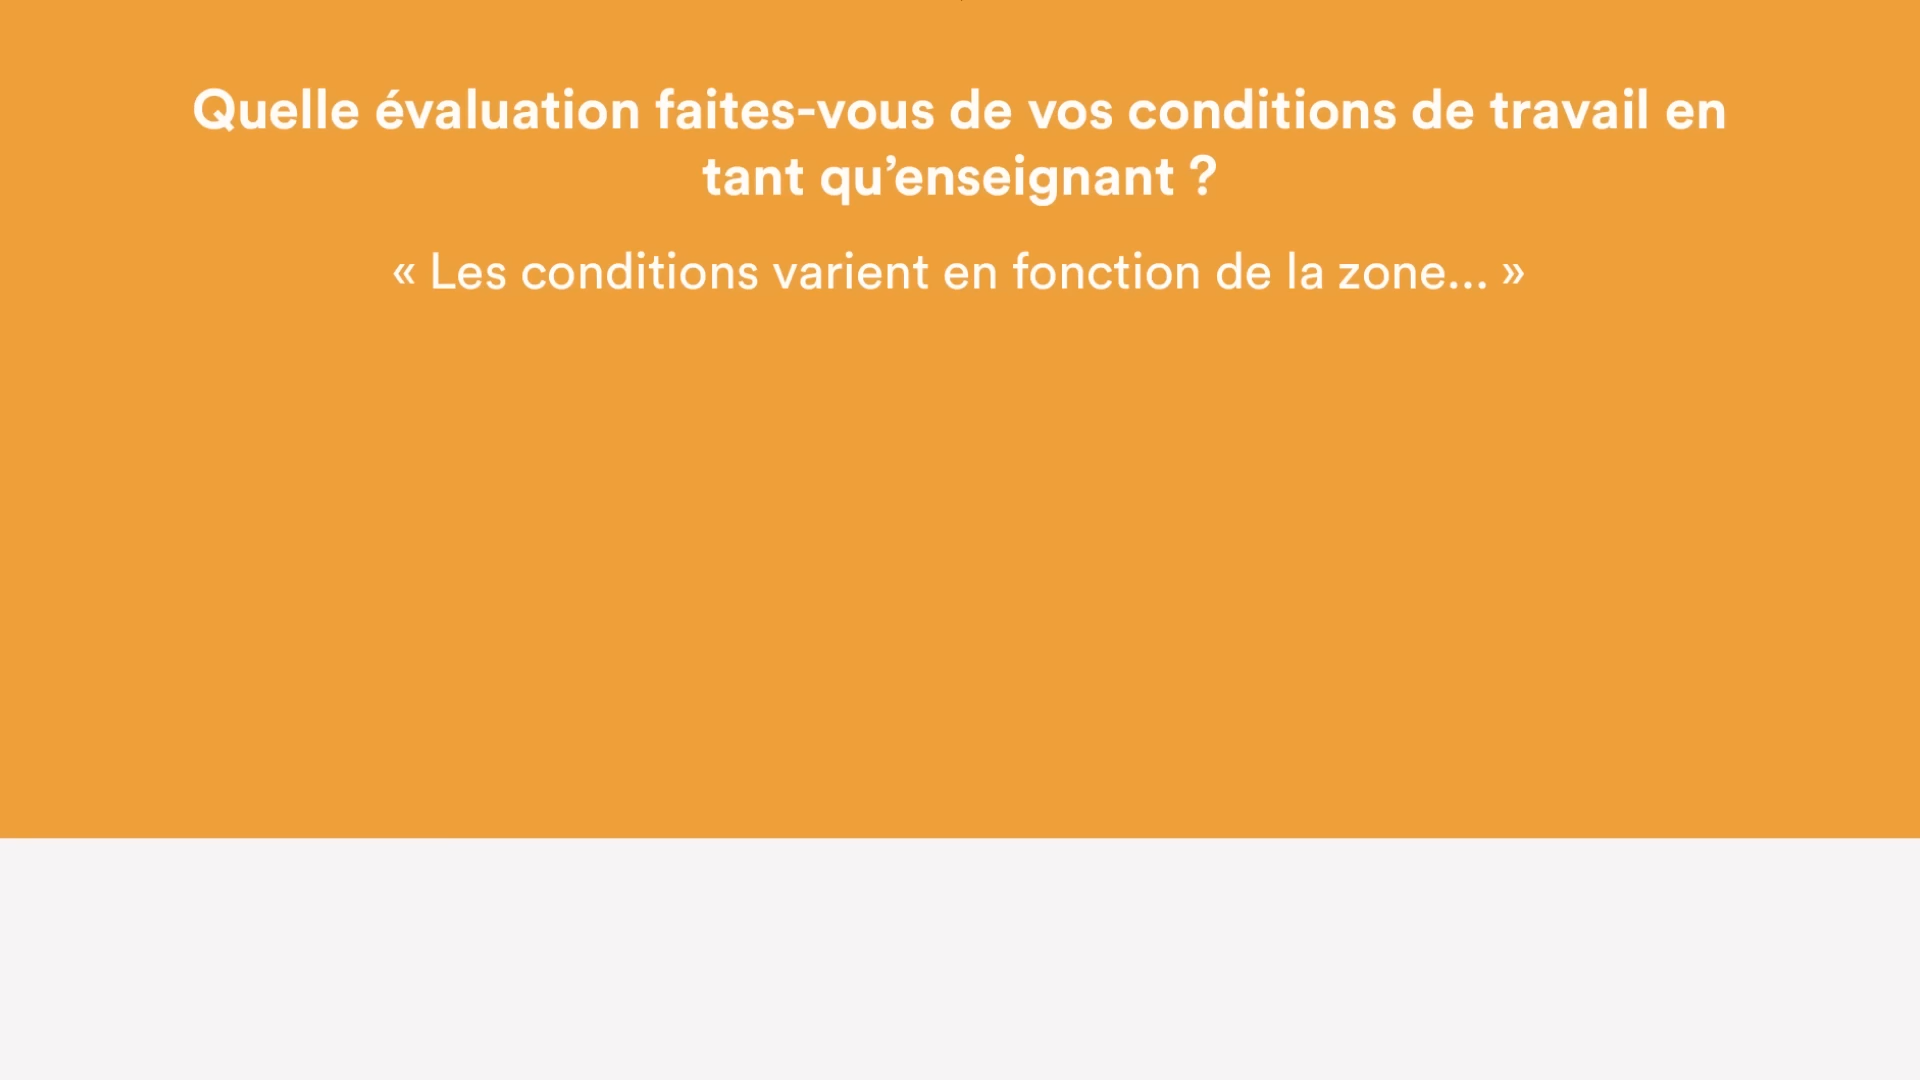 Quelle évaluation faites-vous de vos conditions de travail en
tant qu’enseignant ?
« Les conditions varient en fonction de la zone... »